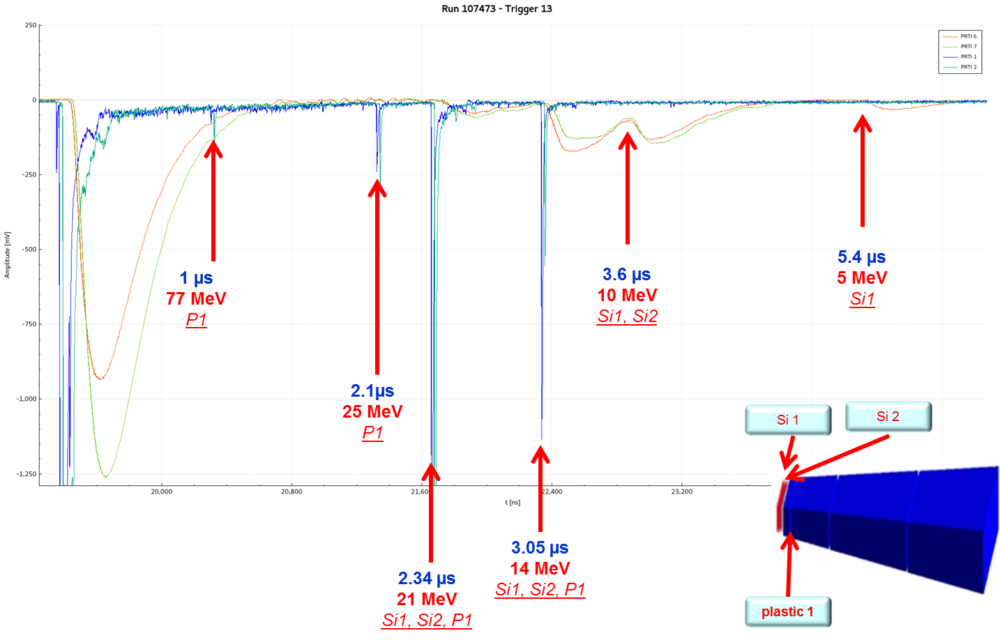 Run 107473 - Trigger 13
PRTI 6
PRTI 7
PRTI 1
PRTI 2
250
0
-250
-500
-750
-1,000
-1,250
Amplitude [mV]
20,000
20,800
21,60
22,400
23,200
t [ns]
1 µs
77 MeV
P1
2.1µs
25 MeV
P1
2.34 µs
21 MeV
Si1, Si2, P1
3.05 µs
14 MeV
Si1, Si2, P1
3.6 µs
10 MeV
Si1, Si2
5.4 µs
5 MeV
Si1
Si 1
Si 2
plastic 1